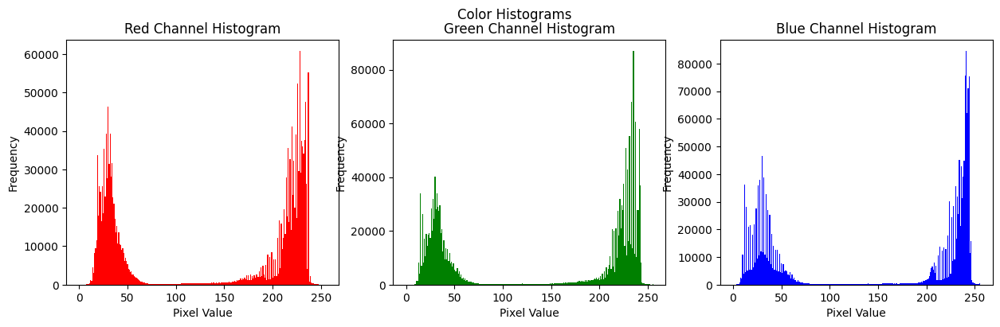 Color Histograms
Red Channel Histogram
Frequency
60000
50000
40000
30000
20000
10000
0
0 50 100 150 200 250
Pixel Value
Green Channel Histogram
Frequency
80000
60000
40000
20000
0
0 50 100 150 200 250
Pixel Value
Blue Channel Histogram
Frequency
80000
70000
60000
50000
40000
30000
20000
10000
0
0 50 100 150 200 250
Pixel Value